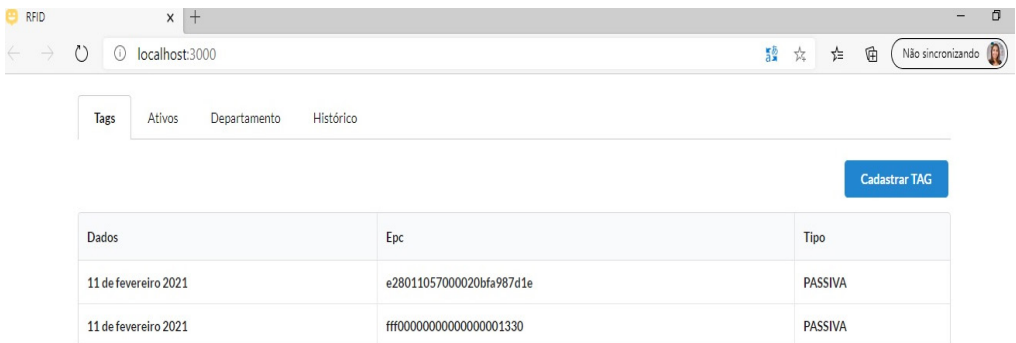 RFID
localhost:3000
Não sincronizando
Tags Ativos Departamento Histórico
Cadastrar TAG
Dados Epc Tipo
11 de fevereiro 2021 e28011057000020bfa987d1e PASSIVA
11 de fevereiro 2021 fff00000000000000001330 PASSIVA